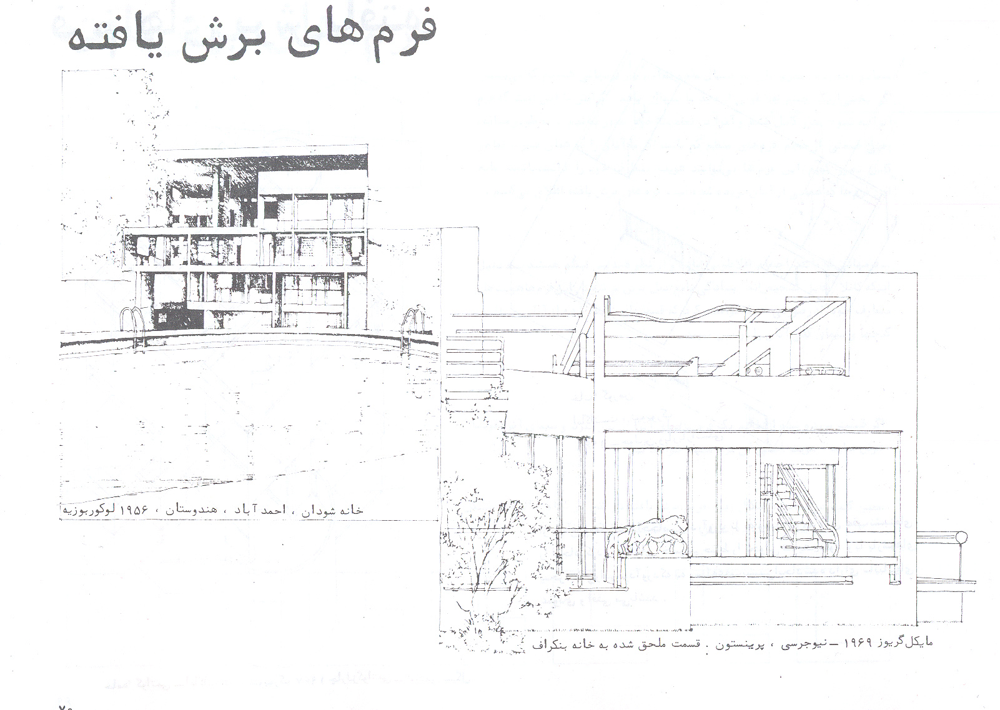 فرم‌های برش یافته
خانه شودان ، احمد آباد ، هندوستان ، ۱۹۵۶ لوکوربوزیه
مایکل گریوز ۱۹۶۹ – نیوجرسی ، پرینستون . قسمت ملحق شده به خانه بنکراف